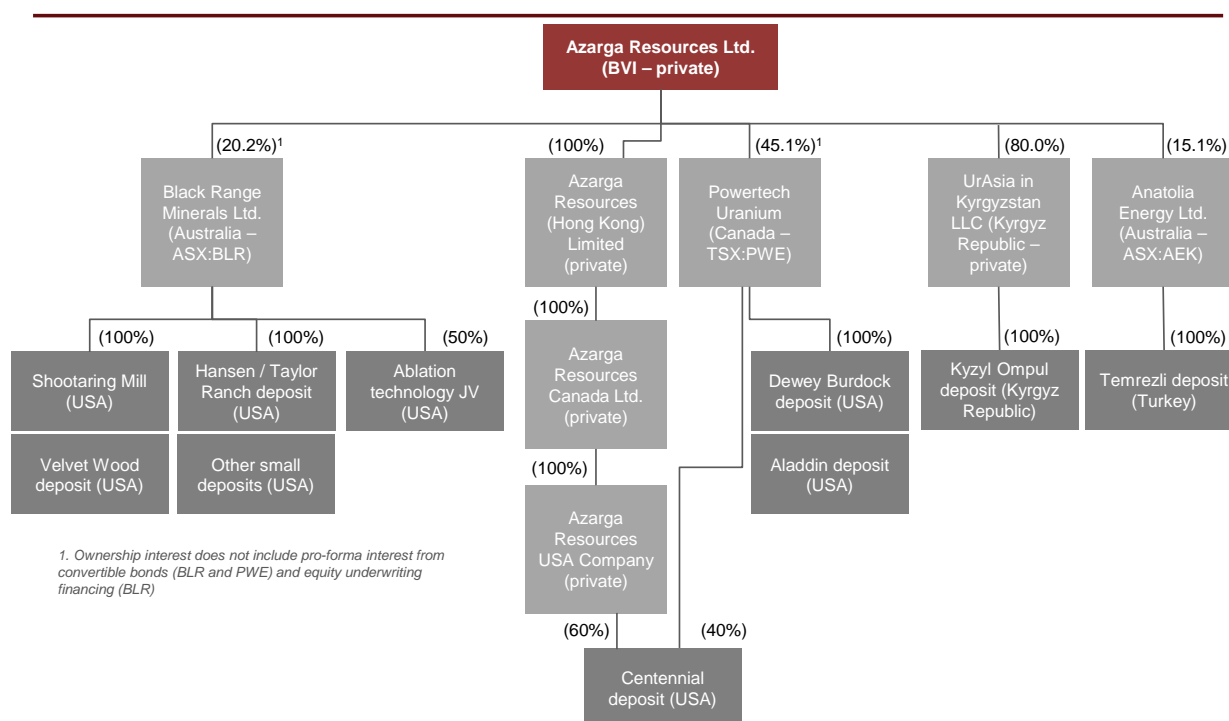 Azarga Resources Ltd.
(BVI – private)
(20.2%)¹
(100%)
(45.1%)¹
(80.0%)
(15.1%)
Black Range
Minerals Ltd.
(Australia –
ASX:BLR)
Azarga
Resources
(Hong Kong)
Limited
(private)
Powertech
Uranium
(Canada –
TSX:PWE)
UrAsia in
Kyrgyzstan
LLC (Kyrgyz
Republic –
private)
Anatolia
Energy Ltd.
(Australia –
ASX:AEK)
(100%)
(100%)
(50%)
(100%)
(100%)
(100%)
(100%)
Shootaring Mill
(USA)
Hansen / Taylor
Ranch deposit
(USA)
Ablation
technology JV
(USA)
Azarga
Resources
Canada Ltd.
(private)
Dewey Burdock
deposit (USA)
Kyzyl Ompul
deposit (Kyrgyz
Republic)
Temrezli deposit
(Turkey)
Velvet Wood
deposit (USA)
Other small
deposits (USA)
(100%)
Aladdin deposit
(USA)
Azarga
Resources
USA Company
(private)
1. Ownership interest does not include pro-forma interest from
convertible bonds (BLR and PWE) and equity underwriting
financing (BLR)
(60%)
(40%)
Centennial
deposit (USA)